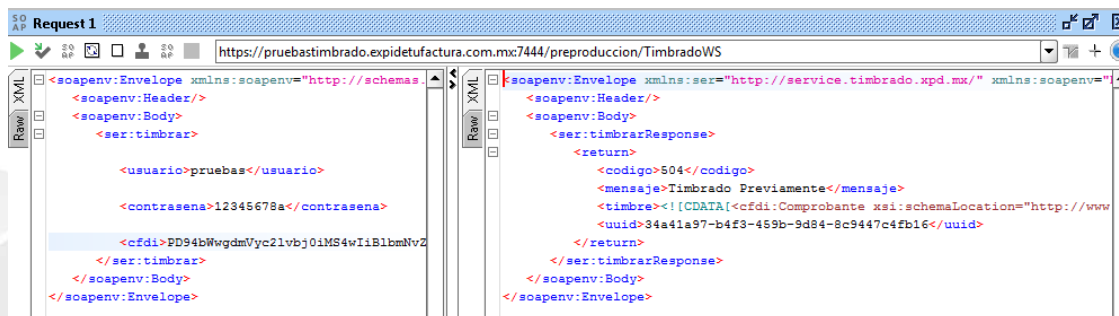 Request 1
https://pruebastimbrado.expidetufactura.com.mx:7444/preproduccion/TimbradoWS
XML
Raw
<soapenv:Envelope xmlns:soapenv="http://schemas.
<soapenv:Header/>
<soapenv:Body>
<ser:timbrar>
<usuario>pruebas</usuario>
<contrasena>12345678a</contrasena>
<cfdi>PD94bWwgdmVyc2lvbj0iMS4wIiBlbmNvZ
</ser:timbrar>
</soapenv:Body>
</soapenv:Envelope>
XML
Raw
<soapenv:Envelope xmlns:ser="http://service.timbrado.xpd.mx/" xmlns:soapenv="
<soapenv:Header/>
<soapenv:Body>
<ser:timbrarResponse>
<return>
<codigo>504</codigo>
<mensaje>Timbrado Previamente</mensaje>
<timbre><![CDATA[<cfdi:Comprobante xsi:schemaLocation="http://www
<uuid>34a41a97-b4f3-459b-9d84-8c9447c4fb16</uuid>
</return>
</ser:timbrarResponse>
</soapenv:Body>
</soapenv:Envelope>